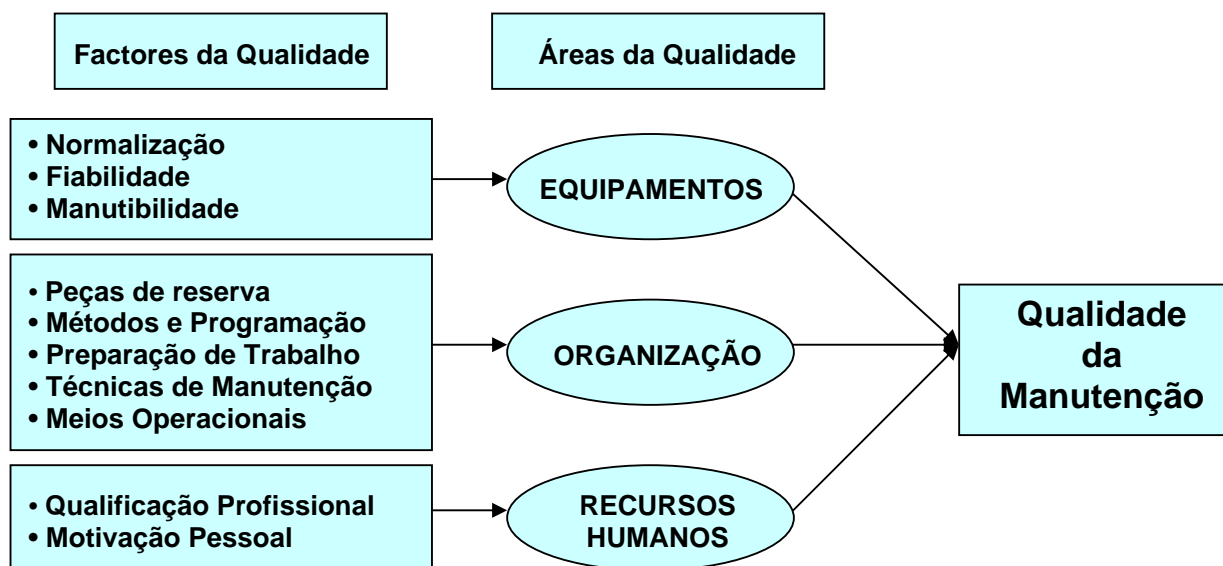 Factores da Qualidade
Áreas da Qualidade
• Normalização
• Fiabilidade
• Manutibilidade
EQUIPAMENTOS
• Peças de reserva
• Métodos e Programação
• Preparação de Trabalho
• Técnicas de Manutenção
• Meios Operacionais
ORGANIZAÇÃO
• Qualificação Profissional
• Motivação Pessoal
RECURSOS
HUMANOS
Qualidade
da
Manutenção